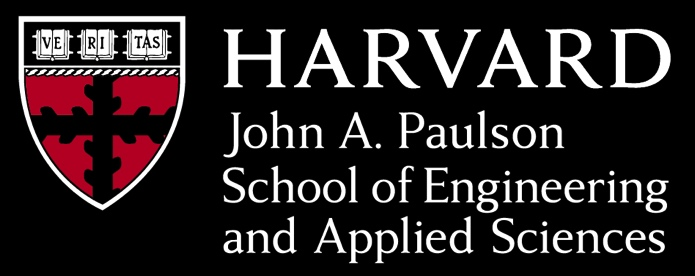 VE RI TAS
HARVARD
John A. Paulson
School of Engineering
and Applied Sciences